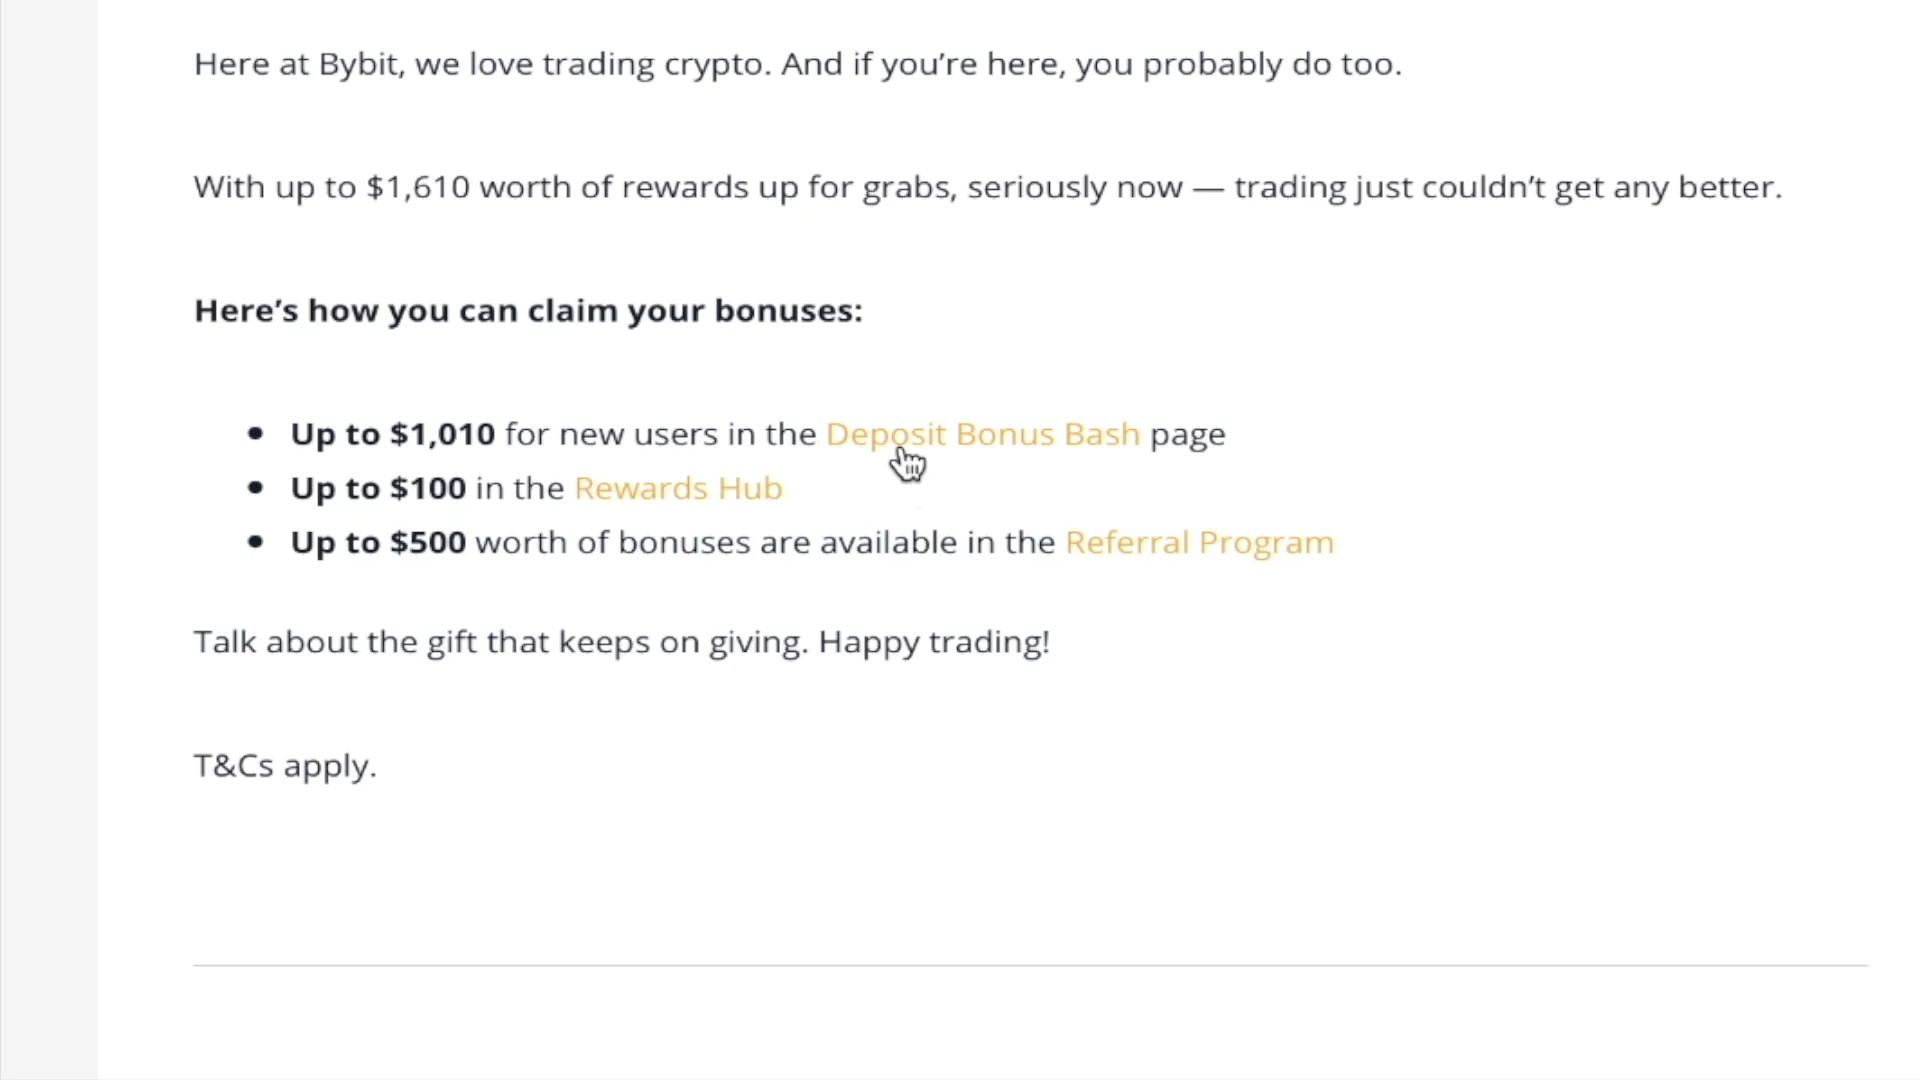 Here at Bybit, we love trading crypto. And if you’re here, you probably do too.
With up to $1,610 worth of rewards up for grabs, seriously now — trading just couldn’t get any better.
Here’s how you can claim your bonuses:
• Up to $1,010 for new users in the Deposit Bonus Bash page
• Up to $100 in the Rewards Hub
• Up to $500 worth of bonuses are available in the Referral Program
Talk about the gift that keeps on giving. Happy trading!
T&Cs apply.